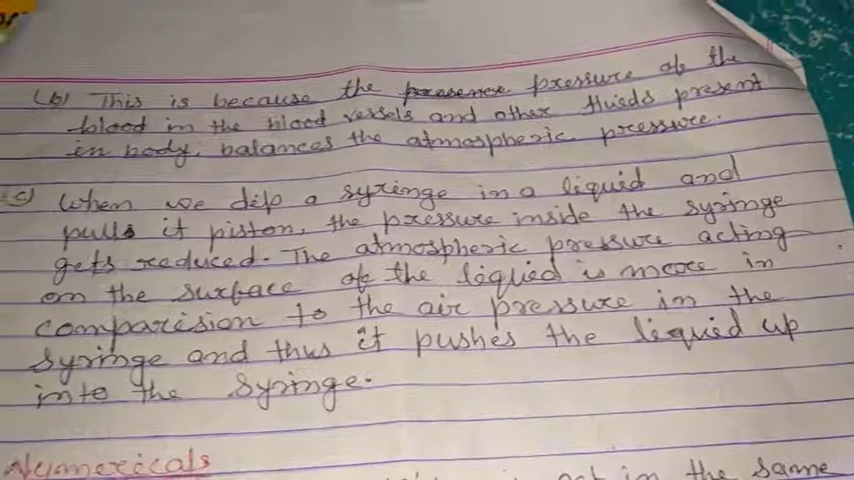 (b) This is because the presence pressure of the
blood in the blood vessels and other fluids present
in body, balances the atmospheric pressure.
c) When we dip a syringe in a liquid and
pulls it piston, the pressure inside the syringe
gets reduced. The atmospheric pressure acting
on the surface of the liquid is more in
comparision to the air pressure in the
syringe and thus it pushes the liquid up
into the syringe.
Numericals
in the same